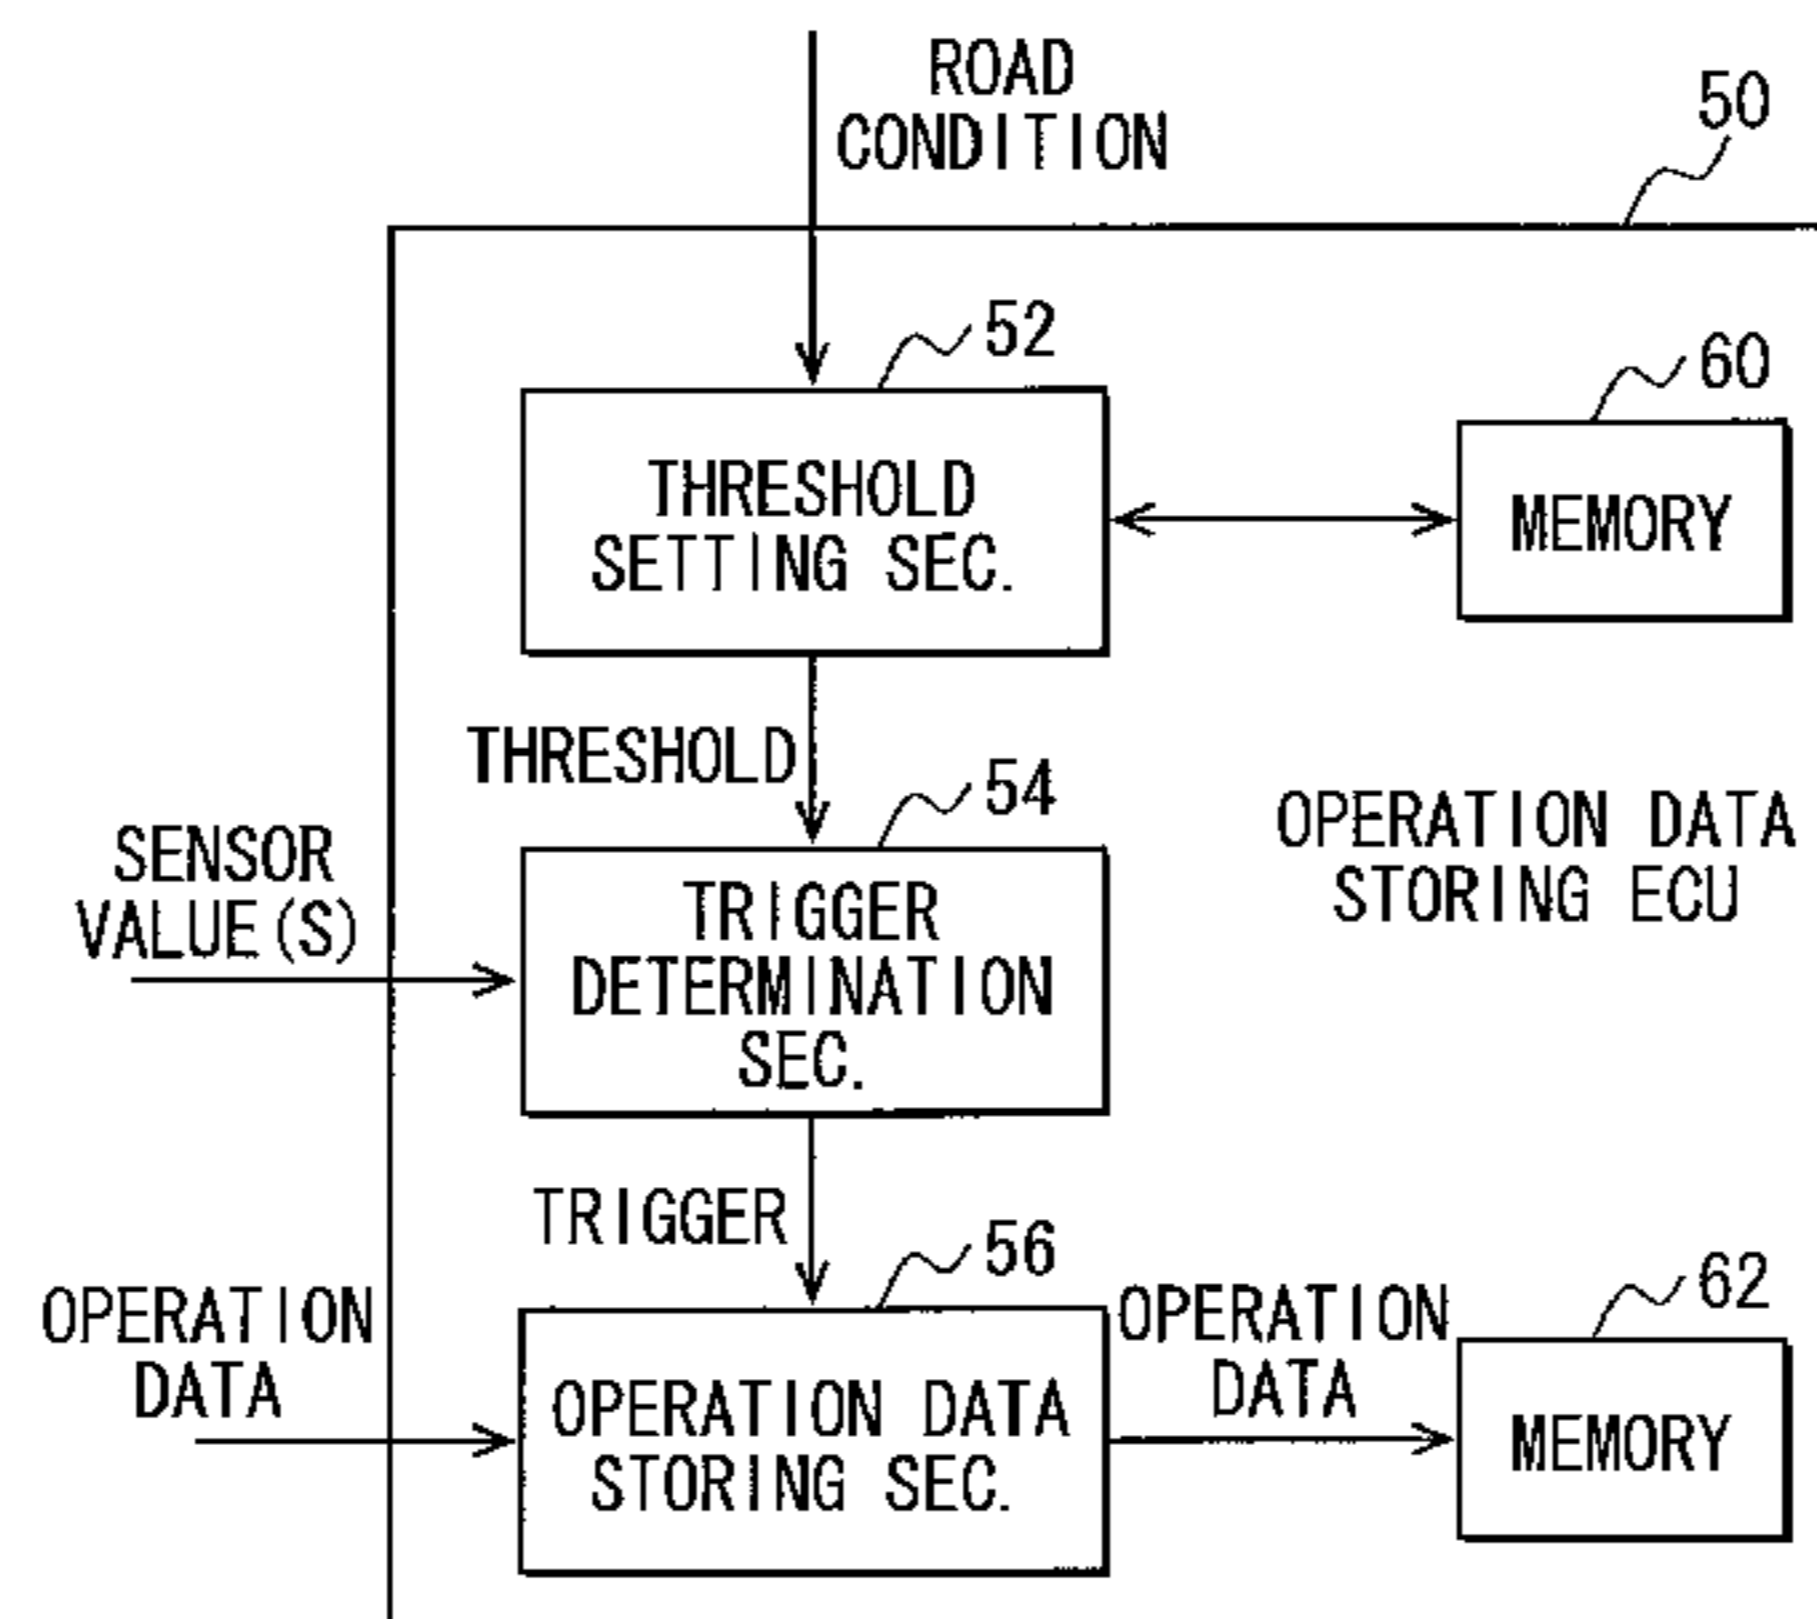 ROAD
CONDITION
50
52
THRESHOLD
SETTING SEC.
60
MEMORY
THRESHOLD
54
SENSOR
VALUE(S)
TRIGGER
DETERMINATION
SEC.
OPERATION DATA
STORING ECU
TRIGGER
56
OPERATION
DATA
OPERATION DATA
STORING SEC.
OPERATION
DATA
62
MEMORY